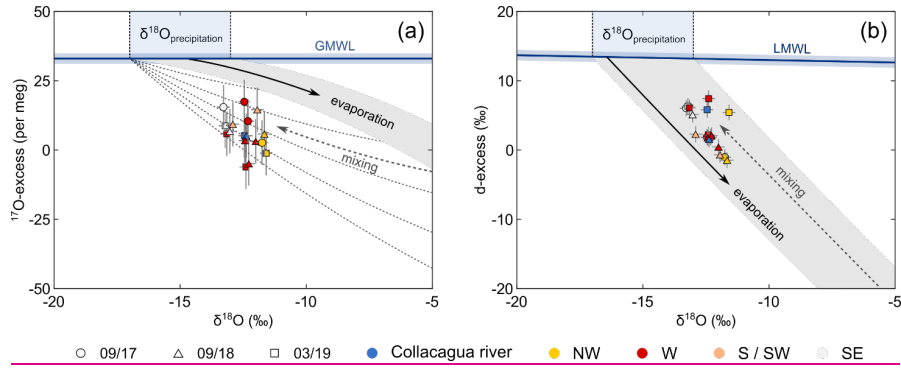 δ18Oprecipitation
(a)
GMWL
evaporation
mixing
50
25
0
-25
-50
17O-excess (per meg)
-20
-15
-10
-5
δ18O (‰)
δ18Oprecipitation
(b)
LMWL
evaporation
mixing
20
10
0
-10
-20
d-excess (‰)
-20
-15
-10
-5
δ18O (‰)
09/17 09/18 03/19 Collacagua river NW W S / SW SE